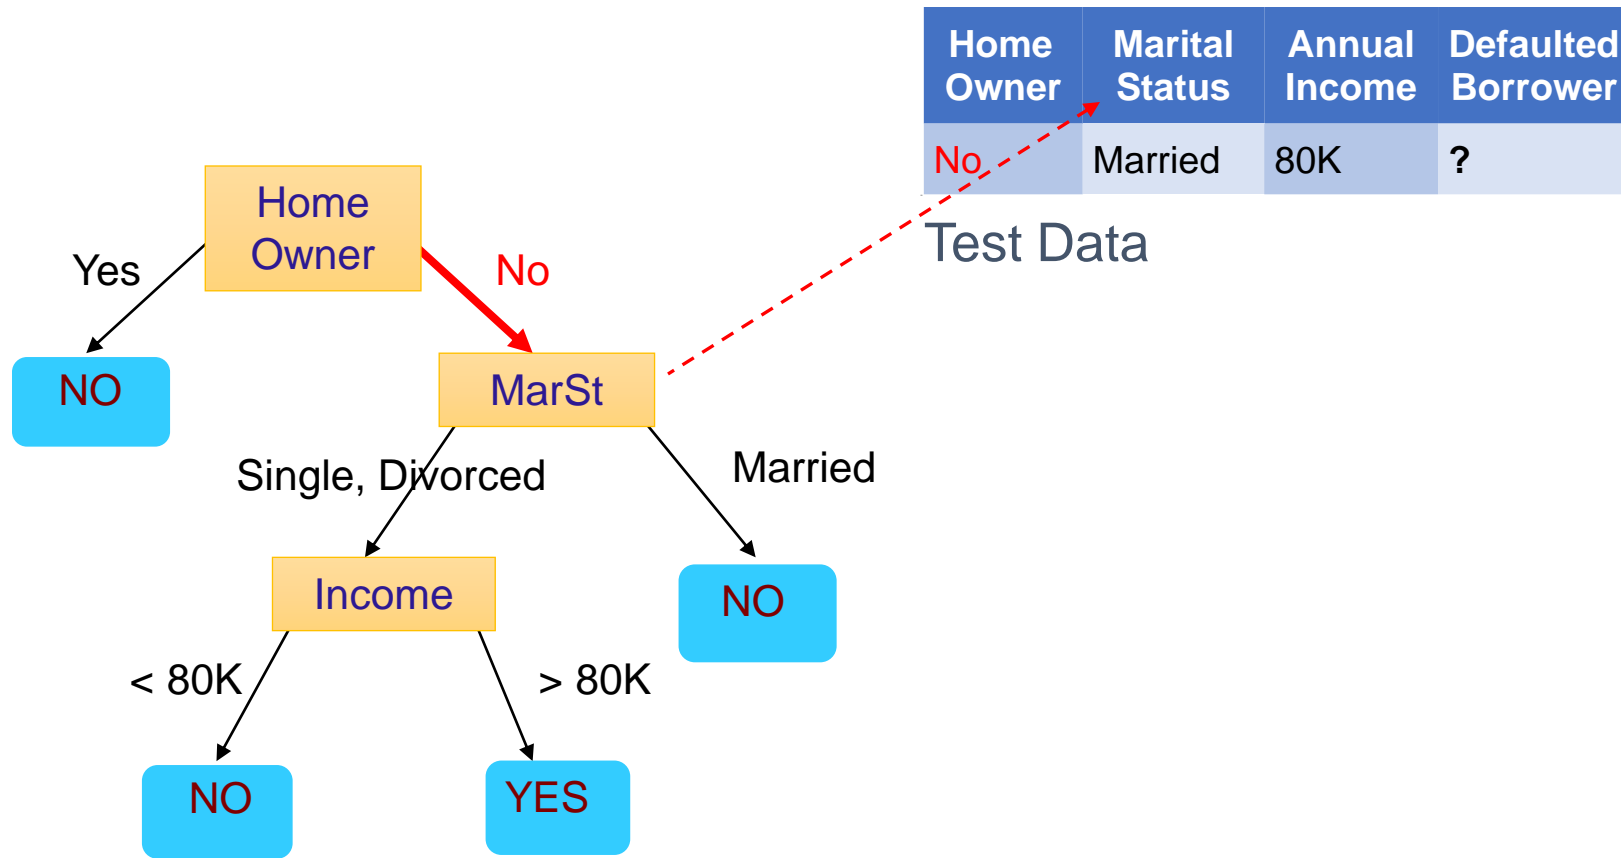 Home Owner Marital Status Annual Income Defaulted Borrower
No Married 80K ?
Test Data
Home
Owner
Yes
No
NO
MarSt
Single, Divorced
Married
Income
NO
< 80K
> 80K
NO
YES